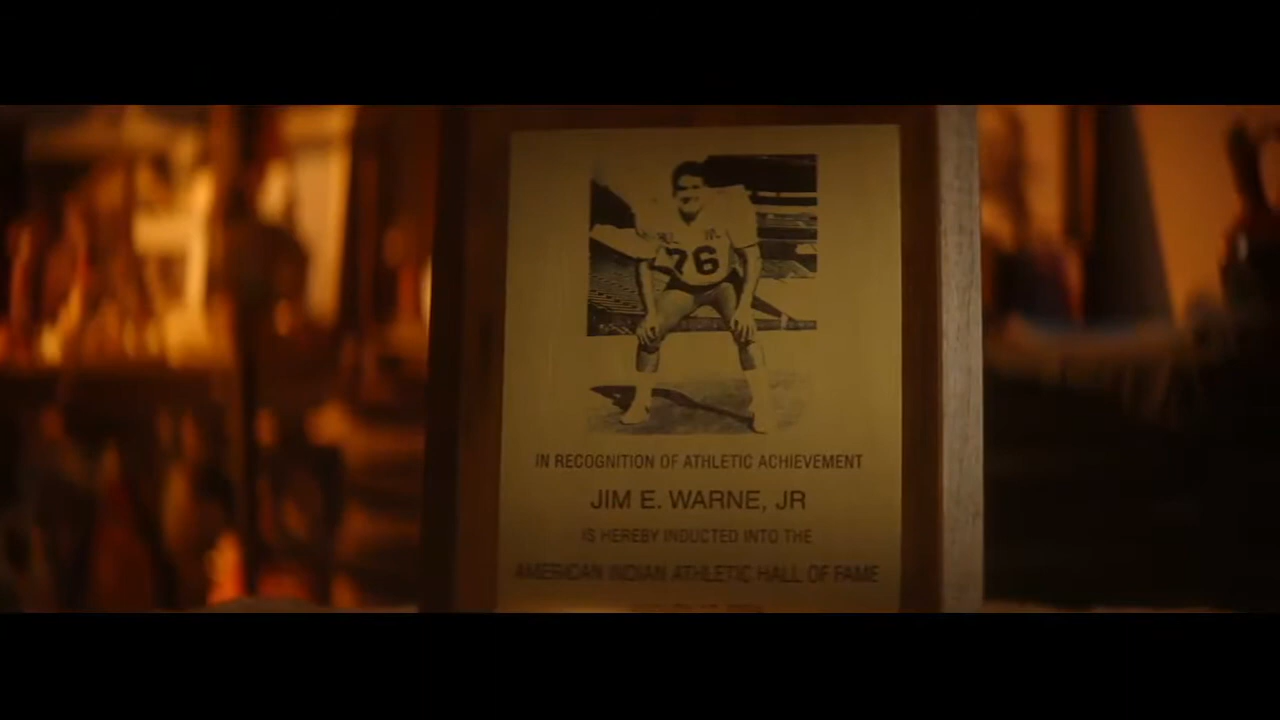 76
IN RECOGNITION OF ATHLETIC ACHIEVEMENT
JIM E. WARNE, JR
IS HEREBY INDUCTED INTO THE
AMERICAN INDIAN ATHLETIC HALL OF FAME